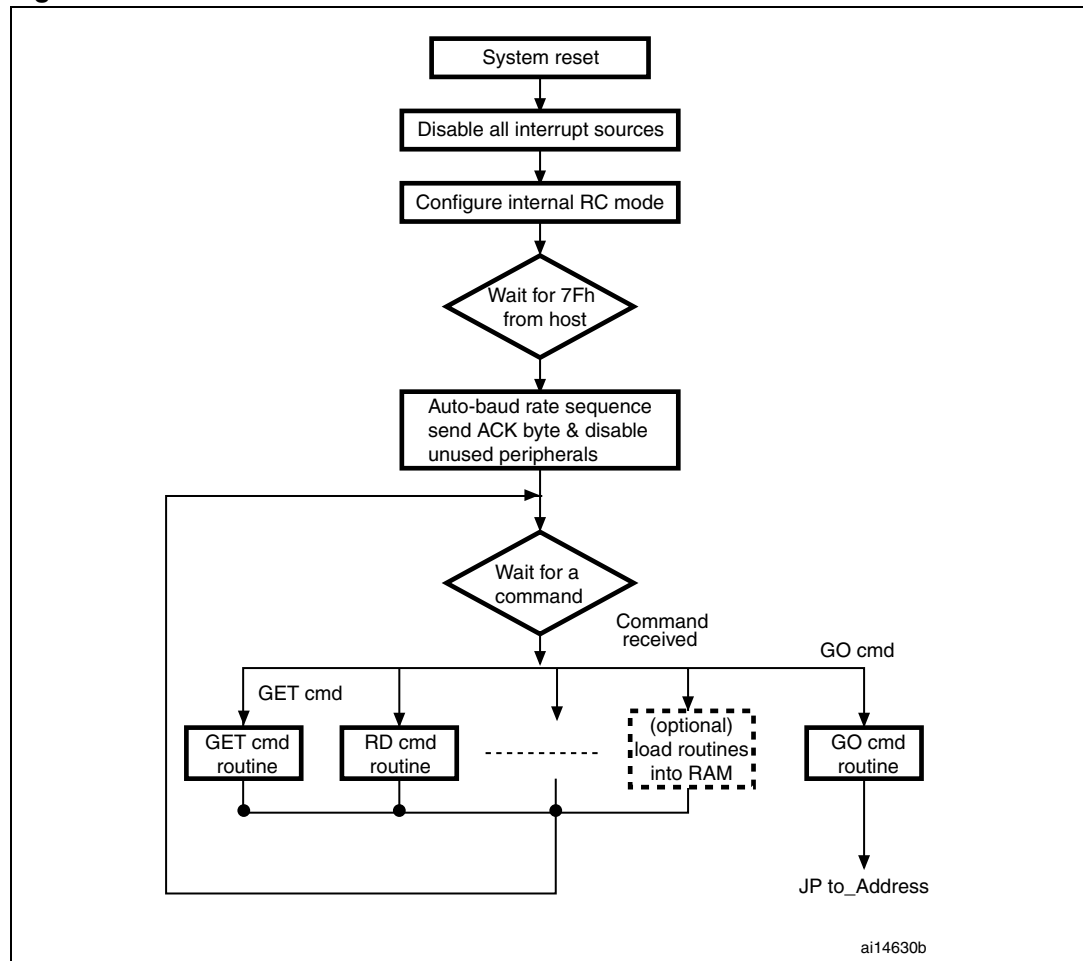 System reset
Disable all interrupt sources
Configure internal RC mode
Wait for 7Fh
from host
Auto-baud rate sequence
send ACK byte & disable
unused peripherals
Wait for a
command
Command
received
GO cmd
GET cmd
GET cmd
routine
RD cmd
routine
(optional)
load routines
into RAM
GO cmd
routine
JP to_Address
ai14630b